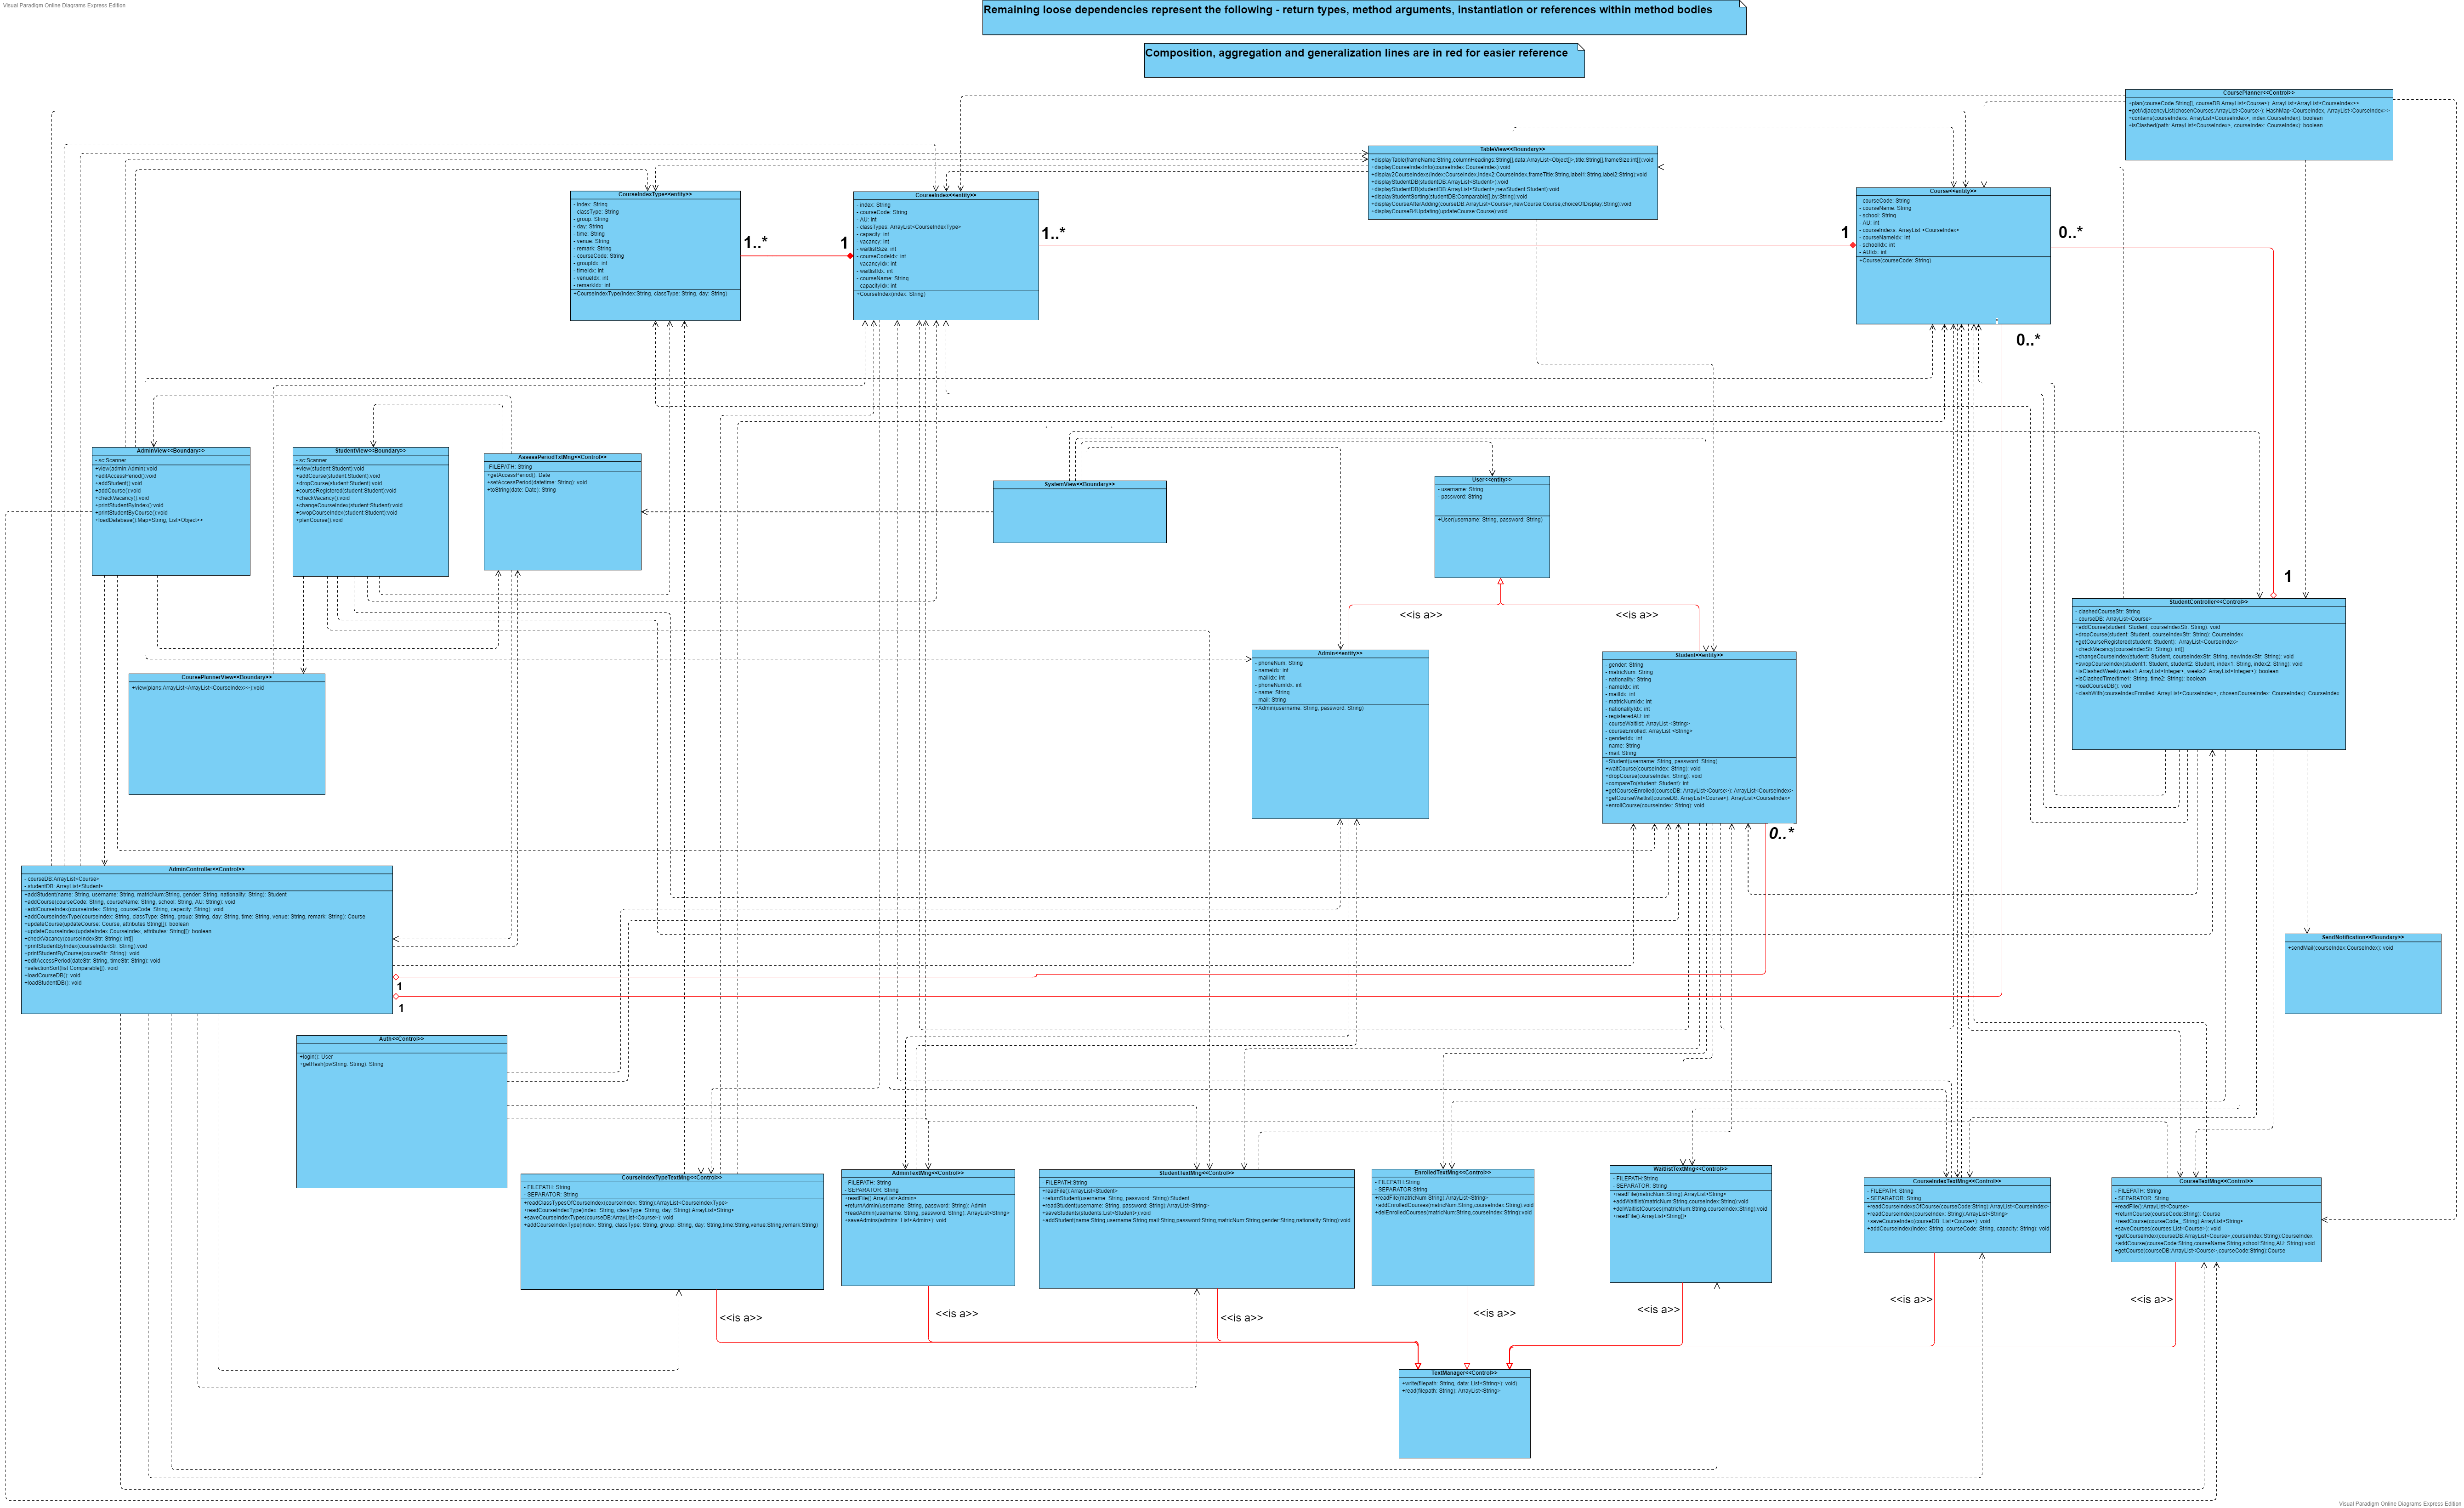 Visual Paradigm Online Diagrams Express Edition
Remaining loose dependencies represent the following - return types, method arguments, instantiation or references within method bodies
Composition, aggregation and generalization lines are in red for easier reference
CoursePlanner<<Control>>
+plan(courseCode String[], courseDB ArrayList<Course>): ArrayList<ArrayList<CourseIndex>>
+getAdjacencyList(chosenCourses: ArrayList<Course>): HashMap<CourseIndex, ArrayList<CourseIndex>>
+contains(courseIndexs: ArrayList<CourseIndex>, index:CourseIndex): boolean
+isClashed(path: ArrayList<CourseIndex>, courseIndex: CourseIndex): boolean
TableView<<Boundary>>
+displayTable(frameName:String,columnHeadings:String[],data:ArrayList<Object[]>,title:String[],frameSize:int[]):void
+displayCourseIndexInfo(courseIndex:CourseIndex):void
+display2CourseIndexs(index:CourseIndex,index2:CourseIndex,frameTitle:String,label1:String,label2:String):void
+displayStudentDB(studentDB:ArrayList<Student>):void
+displayStudentDB(studentDB:ArrayList<Student>,newStudent:Student):void
+displayStudentSorting(studentDB:Comparable[],by:String):void
+displayCourseAfterAdding(courseDB:ArrayList<Course>,newCourse:Course,choiceOfDisplay:String):void
+displayCourseB4Updating(updateCourse:Course):void
CourseIndexType<<entity>>
- index: String
- classType: String
- group: String
- day: String
- time: String
- venue: String
- remark: String
- courseCode: String
- groupIdx: int
- timeIdx: int
- venueIdx: int
- remarkIdx: int
+CourseIndexType(index:String, classType: String, day: String)
1..*
1
CourseIndex<<entity>>
- index: String
- courseCode: String
- AU: int
- classTypes: ArrayList<CourseIndexType>
- capacity: int
- vacancy: int
- waitlistSize: int
- courseCodeIdx: int
- vacancyIdx: int
- waitlistIdx: int
- courseName: String
- capacityIdx: int
+CourseIndex(index: String)
1..*
1
Course<<entity>>
- courseCode: String
- courseName: String
- school: String
- AU: int
- courseIndexs: ArrayList <CourseIndex>
- courseNameIdx: int
- schoolIdx: int
- AUIdx: int
+Course(courseCode: String)
0..*
0..*
AdminView<<Boundary>>
- sc:Scanner
+view(admin:Admin):void
+editAccessPeriod():void
+addStudent():void
+addCourse():void
+checkVacancy():void
+printStudentByIndex():void
+printStudentByCourse():void
+loadDatabase():Map<String, List<Object>>
StudentView<<Boundary>>
- sc:Scanner
+view(student:Student):void
+addCourse(student:Student):void
+dropCourse(student:Student):void
+courseRegistered(student:Student):void
+checkVacancy():void
+changeCourseIndex(student:Student):void
+swopCourseIndex(student:Student):void
+planCourse():void
AssessPeriodTxtMng<<Control>>
-FILEPATH: String
+getAccessPeriod(): Date
+setAccessPeriod(datetime: String): void
+toString(date: Date): String
SystemView<<Boundary>>
User<<entity>>
- username: String
- password: String
+User(username: String, password: String)
<<is a>>
<<is a>>
1
StudentController<<Control>>
- clashedCourseStr: String
- courseDB: ArrayList<Course>
+addCourse(student: Student, courseIndexStr: String): void
+dropCourse(student: Student, courseIndexStr: String): CourseIndex
+getCourseRegistered(student: Student): ArrayList<CourseIndex>
+checkVacancy(courseIndexStr: String): int[]
+changeCourseIndex(student: Student, courseIndexStr: String, newIndexStr: String): void
+swopCourseIndex(student1: Student, student2: Student, index1: String, index2: String): void
+isClashedWeek(weeks1:ArrayList<Integer>, weeks2: ArrayList<Integer>): boolean
+isClashedTime(time1: String, time2: String): boolean
+loadCourseDB(): void
+clashWith(courseIndexEnrolled: ArrayList<CourseIndex>, chosenCourseIndex: CourseIndex): CourseIndex
CoursePlannerView<<Boundary>>
+view(plans:ArrayList<ArrayList<CourseIndex>>):void
Admin<<entity>>
- phoneNum: String
- nameIdx: int
- mailIdx: int
- phoneNumIdx: int
- name: String
- mail: String
+Admin(username: String, password: String)
Student<<entity>>
- gender: String
- matricNum: String
- nationality: String
- nameIdx: int
- mailIdx: int
- matricNumIdx: int
- nationalityIdx: int
- registeredAU: int
- courseWaitlist: ArrayList <String>
- courseEnrolled: ArrayList <String>
- genderIdx: int
- name: String
- mail: String
+Student(username: String, password: String)
+waitCourse(courseIndex: String): void
+dropCourse(courseIndex: String): void
+compareTo(student: Student): int
+getCourseEnrolled(courseDB: ArrayList<Course>): ArrayList<CourseIndex>
+getCourseWaitlist(courseDB: ArrayList<Course>): ArrayList<CourseIndex>
+enrollCourse(courseIndex: String): void
0..*
AdminController<<Control>>
- courseDB:ArrayList<Course>
- studentDB: ArrayList<Student>
+addStudent(name: String, username: String, matricNum:String, gender: String, nationality: String): Student
+addCourse(courseCode: String, courseName: String, school: String, AU: String): void
+addCourseIndex(courseIndex: String, courseCode: String, capacity: String): void
+addCourseIndexType(courseIndex: String, classType: String, group: String, day: String, time: String, venue: String, remark: String): Course
+updateCourse(updateCourse: Course, attributes String[]): boolean
+updateCourseIndex(updateIndex CourseIndex, attributes: String[]): boolean
+checkVacancy(courseIndexStr: String): int[]
+printStudentByIndex(courseIndexStr: String):void
+printStudentByCourse(courseStr: String): void
+editAccessPeriod(dateStr: String, timeStr: String): void
+selectionSort(list Comparable[]): void
+loadCourseDB(): void
+loadStudentDB(): void
1
1
SendNotification<<Boundary>>
+sendMail(courseIndex:CourseIndex): void
Auth<<Control>>
+login(): User
+getHash(pwString: String): String
CourseIndexTypeTextMng<<Control>>
- FILEPATH: String
- SEPARATOR: String
+readClassTypesOfCourseIndex(courseIndex: String):ArrayList<CourseIndexType>
+readCourseIndexType(index: String, classType: String, day: String):ArrayList<String>
+saveCourseIndexTypes(courseDB:ArrayList<Course>): void
+addCourseIndexType(index: String, classType: String, group: String, day: String,time:String,venue:String,remark:String)
AdminTextMng<<Control>>
- FILEPATH: String
- SEPARATOR: String
+readFile():ArrayList<Admin>
+returnAdmin(username: String, password: String): Admin
+readAdmin(username: String, password: String): ArrayList<String>
+saveAdmins(admins: List<Admin>): void
StudentTextMng<<Control>>
- FILEPATH:String
+readFile():ArrayList<Student>
+returnStudent(username: String, password: String):Student
+readStudent(username: String, password: String):ArrayList<String>
+saveStudents(students:List<Student>):void
+addStudent(name:String,username:String,mail:String,password:String,matricNum:String,gender:String,nationality:String):void
EnrolledTextMng<<Control>>
- FILEPATH:String
- SEPARATOR:String
+readFile(matricNum:String):ArrayList<String>
+addEnrolledCourses(matricNum:String,courseIndex:String):void
+delEnrolledCourses(matricNum:String,courseIndex:String):void
WaitlistTextMng<<Control>>
- FILEPATH:String
- SEPARATOR: String
+readFile(matricNum:String):ArrayList<String>
+addWaitlist(matricNum:String,courseIndex:String):void
+delWaitlistCourses(matricNum:String,courseIndex:String):void
+readFile():ArrayList<String[]>
CourseIndexTextMng<<Control>>
- FILEPATH: String
- SEPARATOR: String
+readCourseIndexsOfCourse(courseCode:String):ArrayList<CourseIndex>
+readCourseIndex(courseIndex: String):ArrayList<String>
+saveCourseIndex(courseDB: List<Course>): void
+addCourseIndex(index: String, courseCode: String, capacity: String): void
CourseTextMng<<Control>>
- FILEPATH: String
- SEPARATOR: String
+readFile():ArrayList<Course>
+returnCourse(courseCode:String): Course
+readCourse(courseCode_: String):ArrayList<String>
+saveCourses(courses:List<Course>): void
+getCourseIndex(courseDB:ArrayList<Course>,courseIndex:String):CourseIndex
+addCourse(courseCode:String,courseName:String,school:String,AU: String):void
+getCourse(courseDB:ArrayList<Course>,courseCode:String):Course
<<is a>>
<<is a>>
<<is a>>
<<is a>>
<<is a>>
<<is a>>
<<is a>>
TextManager<<Control>>
+write(filepath: String, data: List<String>): void)
+read(filepath: String): ArrayList<String>
Visual Paradigm Online Diagrams Express Edition